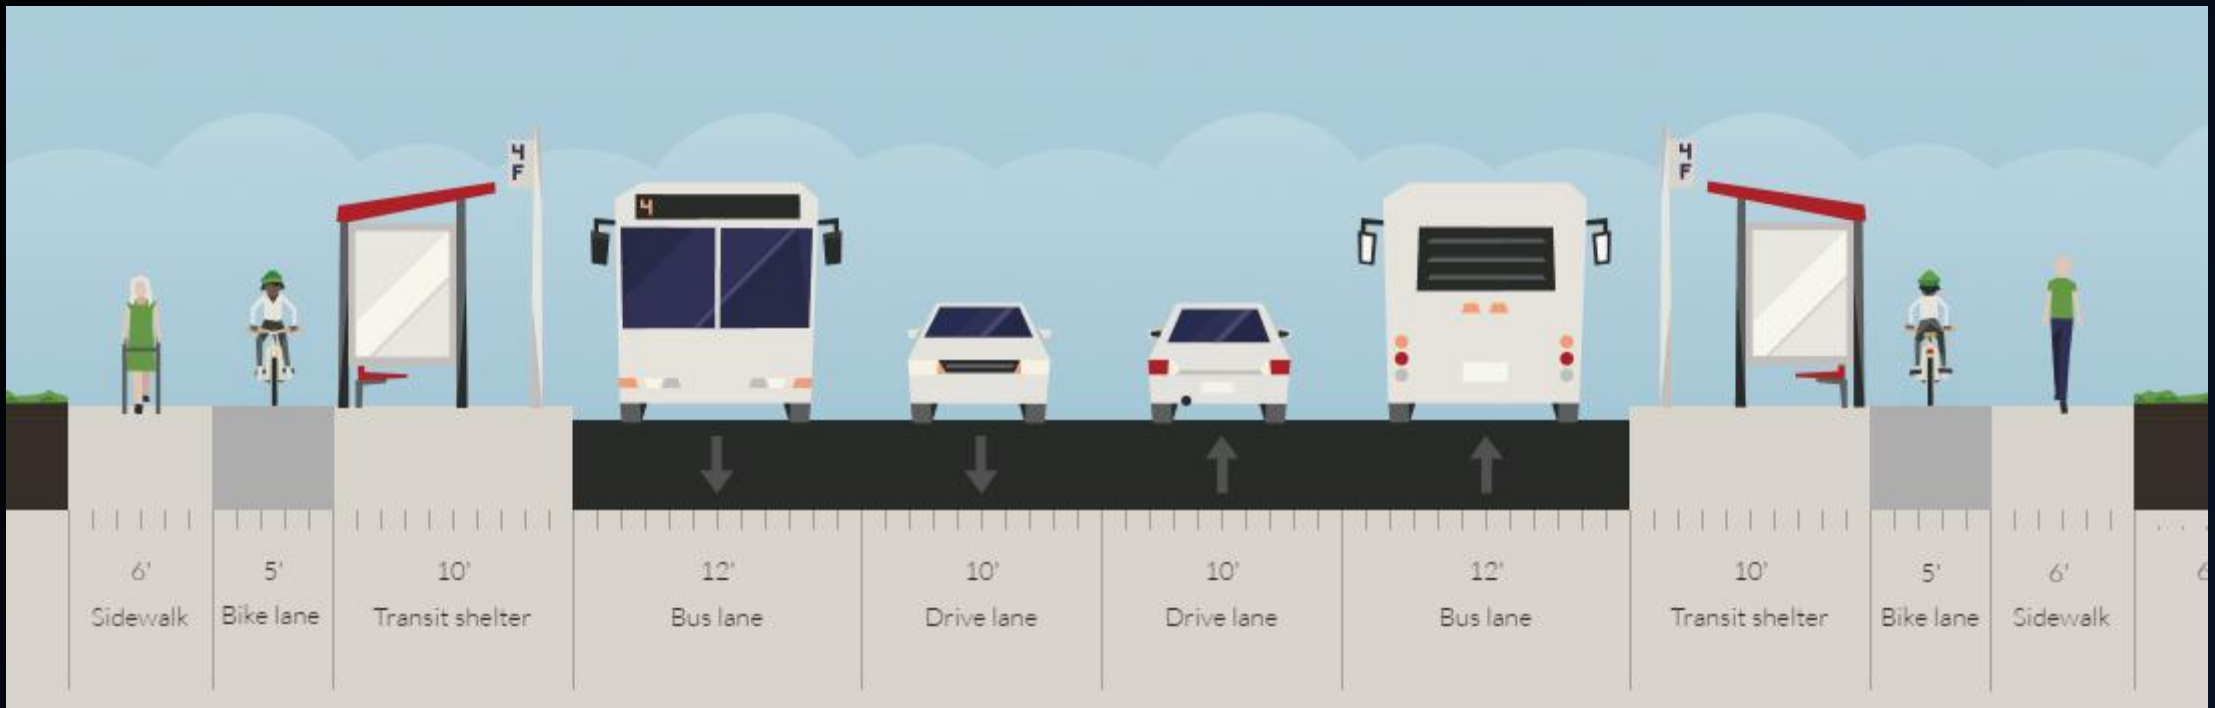 4
F
4
4
F
6'
5'
10'
12'
10'
10'
12'
10'
5'
6'
Sidewalk
Bike lane
Transit shelter
Bus lane
Drive lane
Drive lane
Bus lane
Transit shelter
Bike lane
Sidewalk